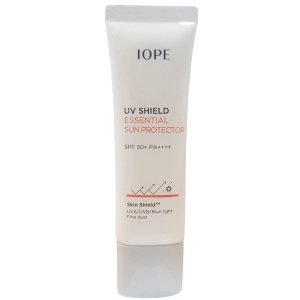 IOPE
UV SHIELD
ESSENTIAL
SUN PROTECTOR
SPF 50+ PA++++
Skin Shield™
UVA/UVB/Blue light
Fine dust